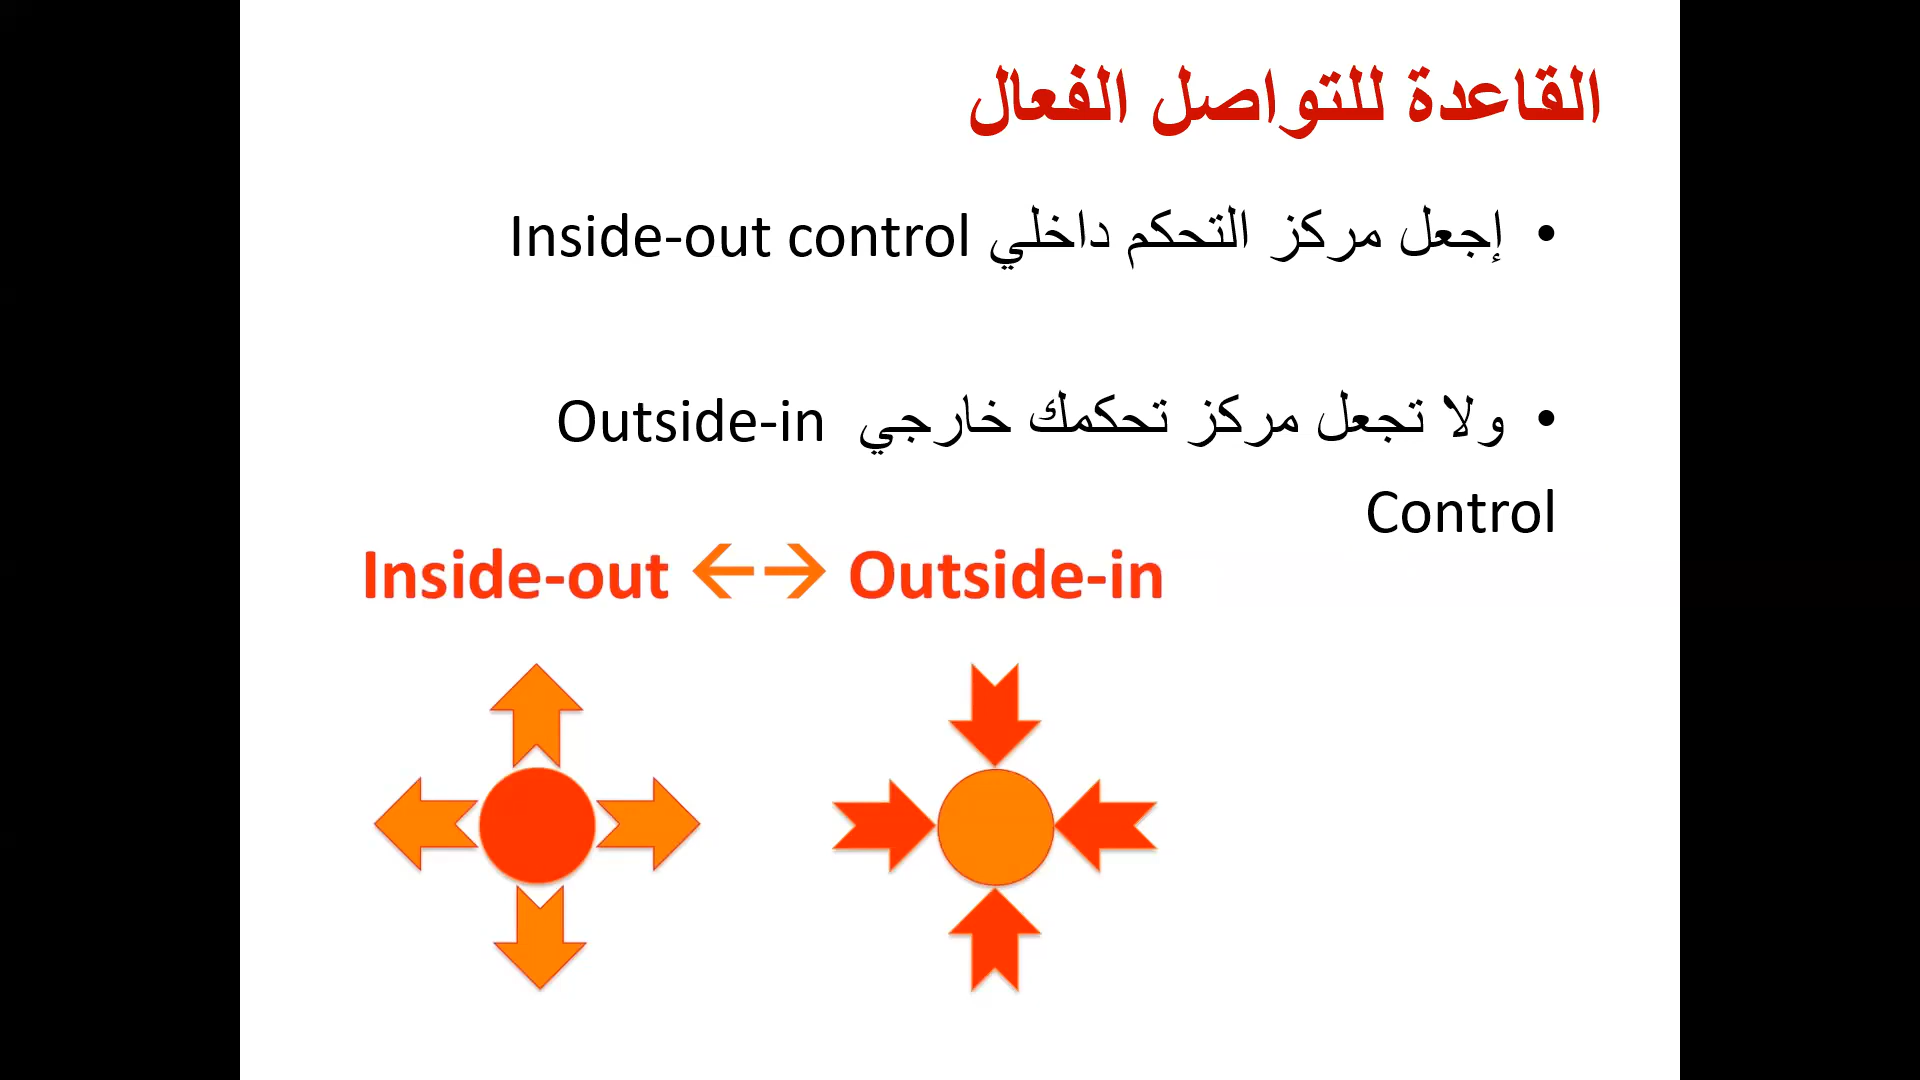 القاعدة للتواصل الفعال
• إجعل مركز التحكم داخلي Inside-out control
• ولا تجعل مركز تحكمك خارجي Outside-in
Control
Inside-out ←→ Outside-in